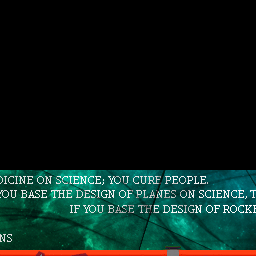 DICINE ON SCIENCE; YOU CURE PEOPLE.
YOU BASE THE DESIGN OF PLANES ON SCIENCE, T
IF YOU BASE THE DESIGN OF ROCKE
NS